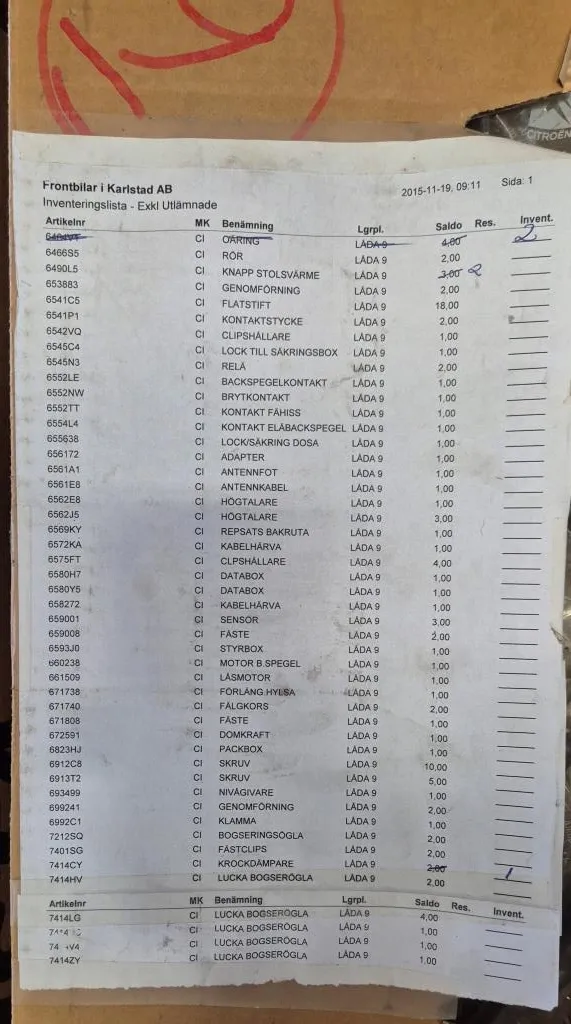 Frontbilar i Karlstad AB 2015-11-19, 09:11 Sida: 1
Inventeringslista - Exkl Utlämnade
Artikelnr MK Benämning Lgrpl. Saldo Res. Invent.
CI OARING LÅDA 9 4,00 2
6466S5 CI RÖR LÅDA 9 2,00
6490L5 CI KNAPP STOLSVÄRME LÅDA 9 3,00 2
653883 CI GENOMFÖRNING LÅDA 9 2,00
6541C5 CI FLATSTIFT LÅDA 9 18,00
6541P1 CI KONTAKTSTYCKE LÅDA 9 2,00
6542VQ CI CLIPSHÅLLARE LÅDA 9 1,00
6545C4 CI LOCK TILL SÄKRINGSBOX LÅDA 9 1,00
6545N3 CI RELÄ LÅDA 9 2,00
6552LE CI BACKSPEGELKONTAKT LÅDA 9 1,00
6552NW CI BRYTKONTAKT LÅDA 9 1,00
6552TT CI KONTAKT FÄHISS LÅDA 9 1,00
6554L4 CI KONTAKT ELÄBACKSPEGEL LÅDA 9 1,00
655638 CI LOCK/SÄKRING DOSA LÅDA 9 1,00
656172 CI ADAPTER LÅDA 9 1,00
6561A1 CI ANTENNFOT LÅDA 9 1,00
6561E8 CI ANTENNKABEL LÅDA 9 1,00
6562E8 CI HÖGTALARE LÅDA 9 1,00
6562J5 CI HÖGTALARE LÅDA 9 3,00
6569KY CI REPSATS BAKRUTA LÅDA 9 1,00
6572KA CI KABELHÄRVA LÅDA 9 1,00
6575FT CI CLPSHÅLLARE LÅDA 9 4,00
6580H7 CI DATABOX LÅDA 9 1,00
6580Y5 CI DATABOX LÅDA 9 1,00
658272 CI KABELHÄRVA LÅDA 9 1,00
659001 CI SENSOR LÅDA 9 3,00
659008 CI FÄSTE LÅDA 9 2,00
6593J0 CI STYRBOX LÅDA 9 1,00
660238 CI MOTOR B.SPEGEL LÅDA 9 1,00
661509 CI LÅSMOTOR LÅDA 9 1,00
671738 CI FÖRLÄNG.HYLSA LÅDA 9 1,00
671740 CI FÄLGKORS LÅDA 9 2,00
671808 CI FÄSTE LÅDA 9 1,00
672591 CI DOMKRAFT LÅDA 9 1,00
6823HJ CI PACKBOX LÅDA 9 1,00
6912C8 CI SKRUV LÅDA 9 10,00
6913T2 CI SKRUV LÅDA 9 5,00
693499 CI NIVÅGIVARE LÅDA 9 1,00
699241 CI GENOMFÖRNING LÅDA 9 2,00
6992C1 CI KLAMMA LÅDA 9 1,00
7212SQ CI BOGSERINGSÖGLA LÅDA 9 2,00
7401SG CI FÄSTCLIPS LÅDA 9 2,00
7414CY CI KROCKDÄMPARE LÅDA 9 2,00 1
7414HV CI LUCKA BOGSERÖGLA LÅDA 9 2,00
Artikelnr MK Benämning Lgrpl. Saldo Res. Invent.
7414LG CI LUCKA BOGSERÖGLA LÅDA 9 4,00
CI LUCKA BOGSERÖGLA LÅDA 9 1,00
CI LUCKA BOGSERÖGLA LÅDA 9 1,00
7414ZY CI LUCKA BOGSERÖGLA LÅDA 9 1,00
CITROËN